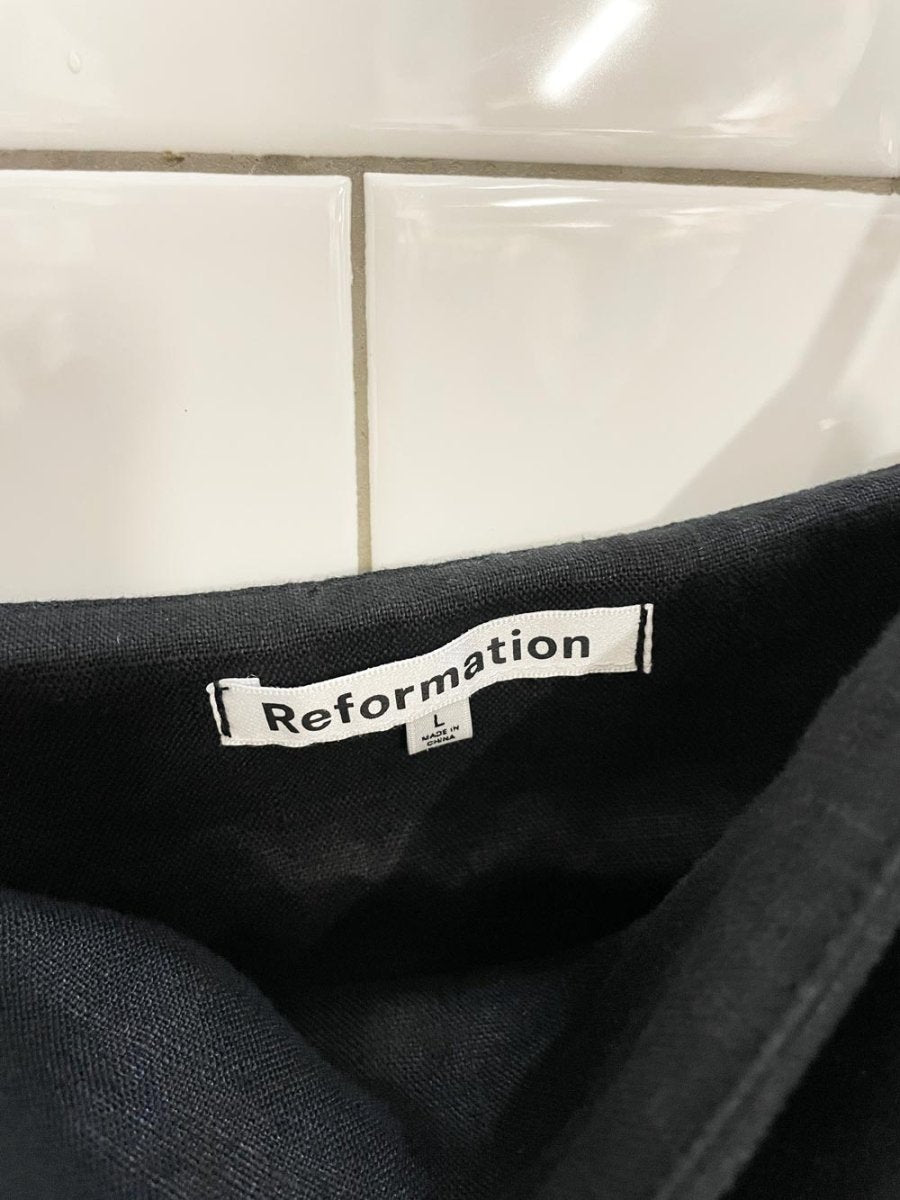 Reformation
L
MADE IN
CHINA